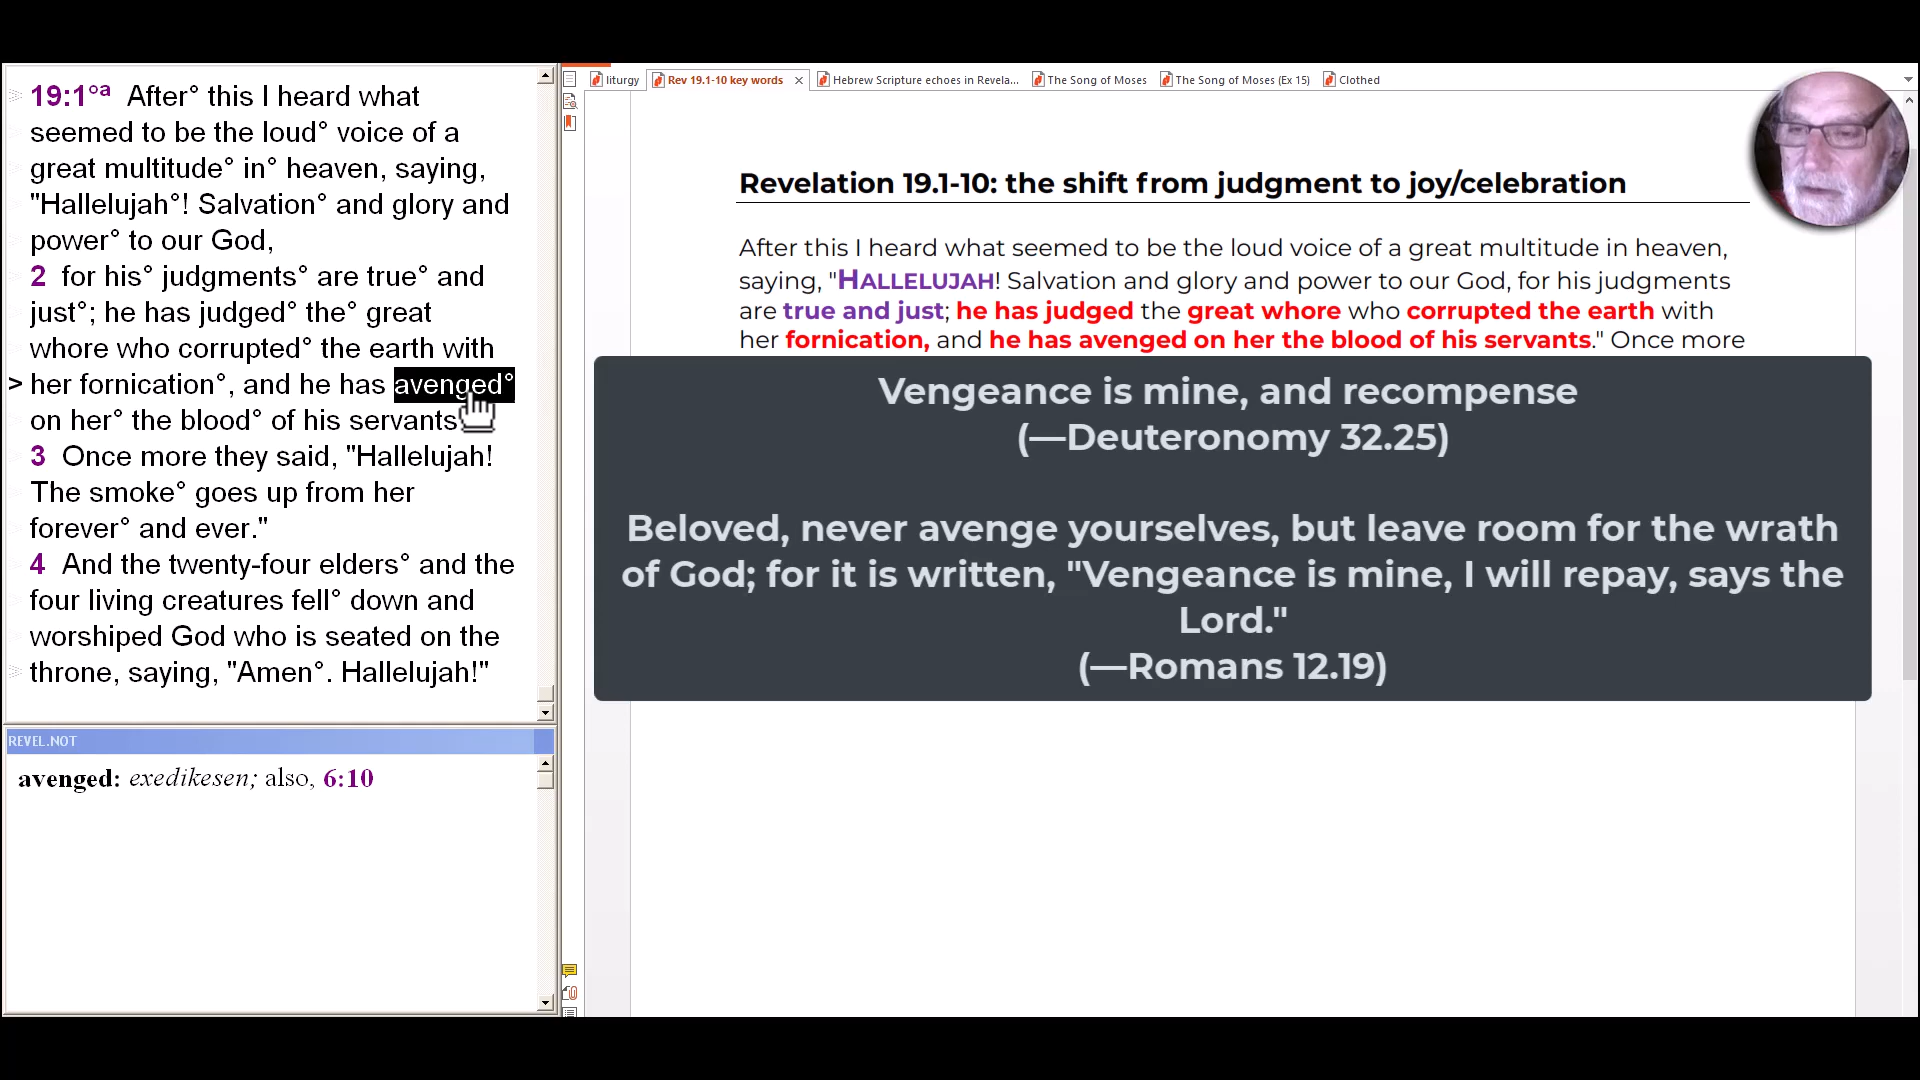 19:1°ª After° this I heard what
seemed to be the loud° voice of a
great multitude° in° heaven, saying,
"Hallelujah°! Salvation° and glory and
power° to our God,
2 for his° judgments° are true° and
just°; he has judged° the° great
whore who corrupted° the earth with
> her fornication°, and he has avenged°
on her° the blood° of his servants
3 Once more they said, "Hallelujah!
The smoke° goes up from her
forever° and ever."
4 And the twenty-four elders° and the
four living creatures fell° down and
worshiped God who is seated on the
throne, saying, "Amen°. Hallelujah!"
REVEL.NOT
avenged: exedikesen; also, 6:10
liturgy
Rev 19.1-10 key words
Hebrew Scripture echoes in Revela...
The Song of Moses
The Song of Moses (Ex 15)
Clothed
Revelation 19.1-10: the shift from judgment to joy/celebration
After this I heard what seemed to be the loud voice of a great multitude in heaven,
saying, "HALLELUJAH! Salvation and glory and power to our God, for his judgments
are true and just; he has judged the great whore who corrupted the earth with
her fornication, and he has avenged on her the blood of his servants." Once more
Vengeance is mine, and recompense
(—Deuteronomy 32.25)
Beloved, never avenge yourselves, but leave room for the wrath
of God; for it is written, "Vengeance is mine, I will repay, says the
Lord."
(—Romans 12.19)